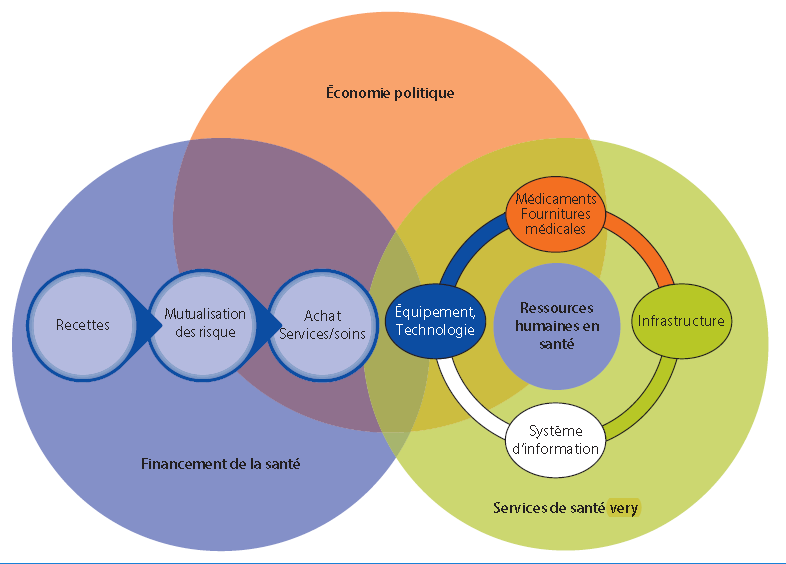 Économie politique
Médicaments
Fournitures
médicales
Recettes
Mutualisation
des risque
Achat
Services/soins
Équipement,
Technologie
Ressources
humaines en
santé
Infrastructure
Système
d'information
Financement de la santé
Services de santé very